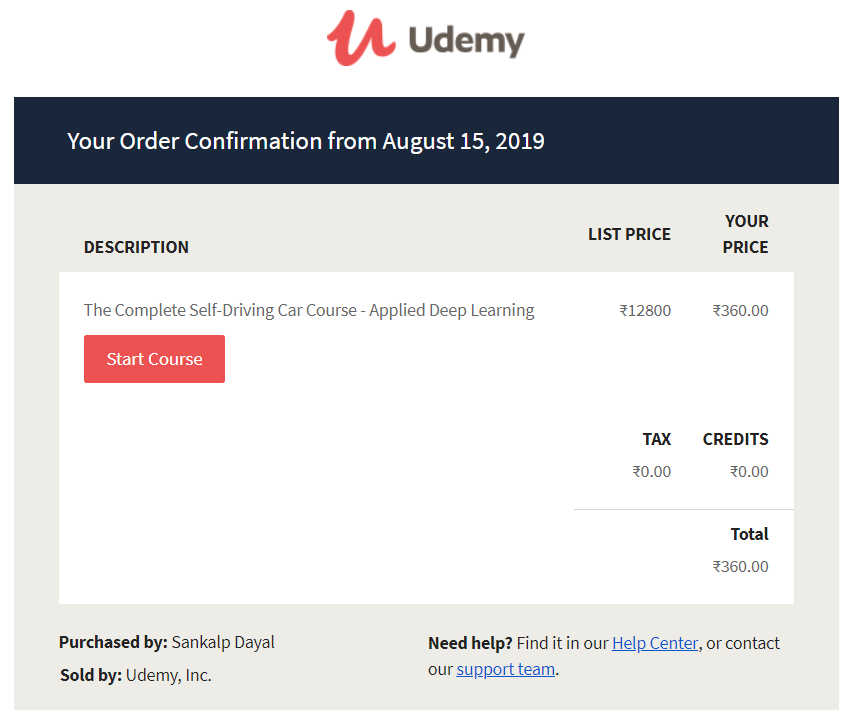 Udemy
Your Order Confirmation from August 15, 2019
DESCRIPTION
LIST PRICE
YOUR
PRICE
The Complete Self-Driving Car Course - Applied Deep Learning
₹12800
₹360.00
Start Course
TAX
CREDITS
₹0.00
₹0.00
Total
₹360.00
Purchased by: Sankalp Dayal
Sold by: Udemy, Inc.
Need help? Find it in our Help Center, or contact
our support team.